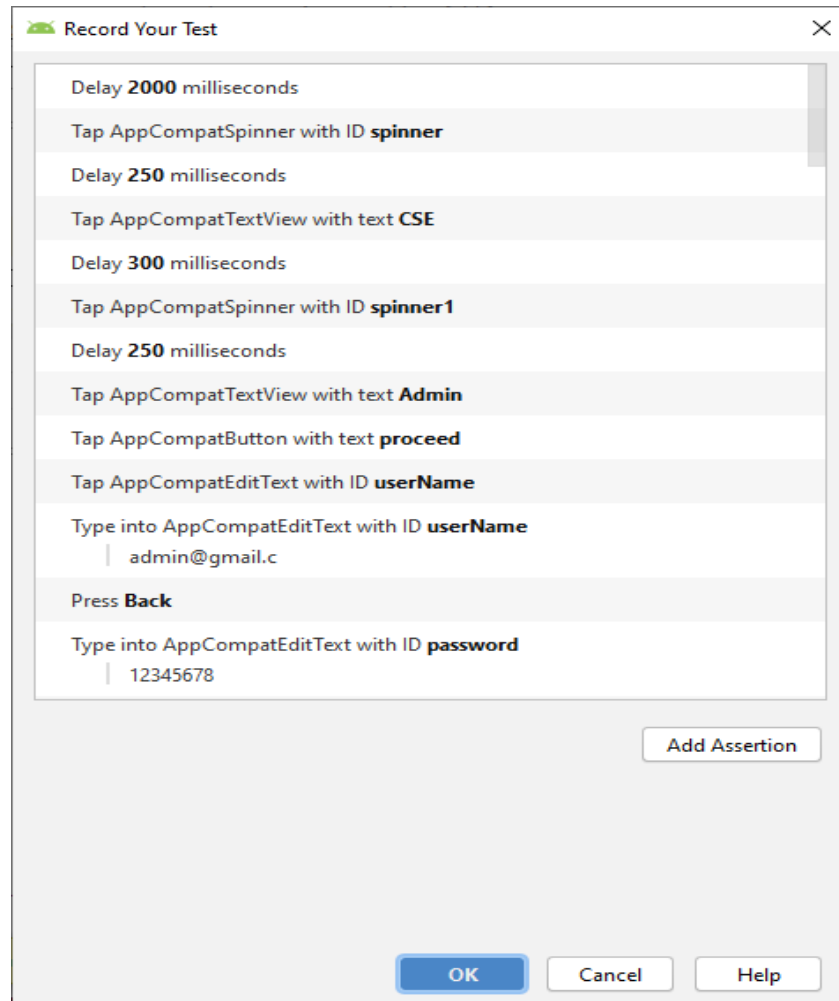 Record Your Test
Delay 2000 milliseconds
Tap AppCompatSpinner with ID spinner
Delay 250 milliseconds
Tap AppCompatTextView with text CSE
Delay 300 milliseconds
Tap AppCompatSpinner with ID spinner1
Delay 250 milliseconds
Tap AppCompatTextView with text Admin
Tap AppCompatButton with text proceed
Tap AppCompatEditText with ID userName
Type into AppCompatEditText with ID userName
admin@gmail.c
Press Back
Type into AppCompatEditText with ID password
12345678
Add Assertion
OK
Cancel
Help